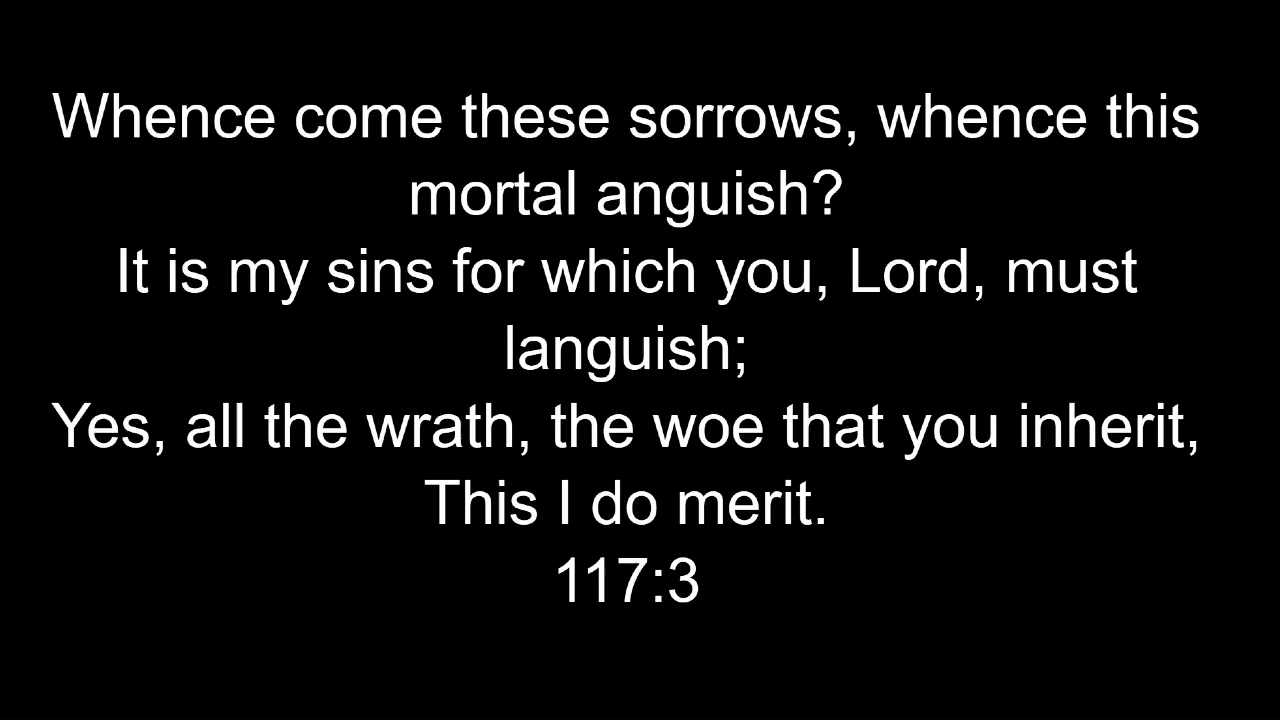 Whence come these sorrows, whence this
mortal anguish?
It is my sins for which you, Lord, must
languish;
Yes, all the wrath, the woe that you inherit,
This I do merit.
117:3